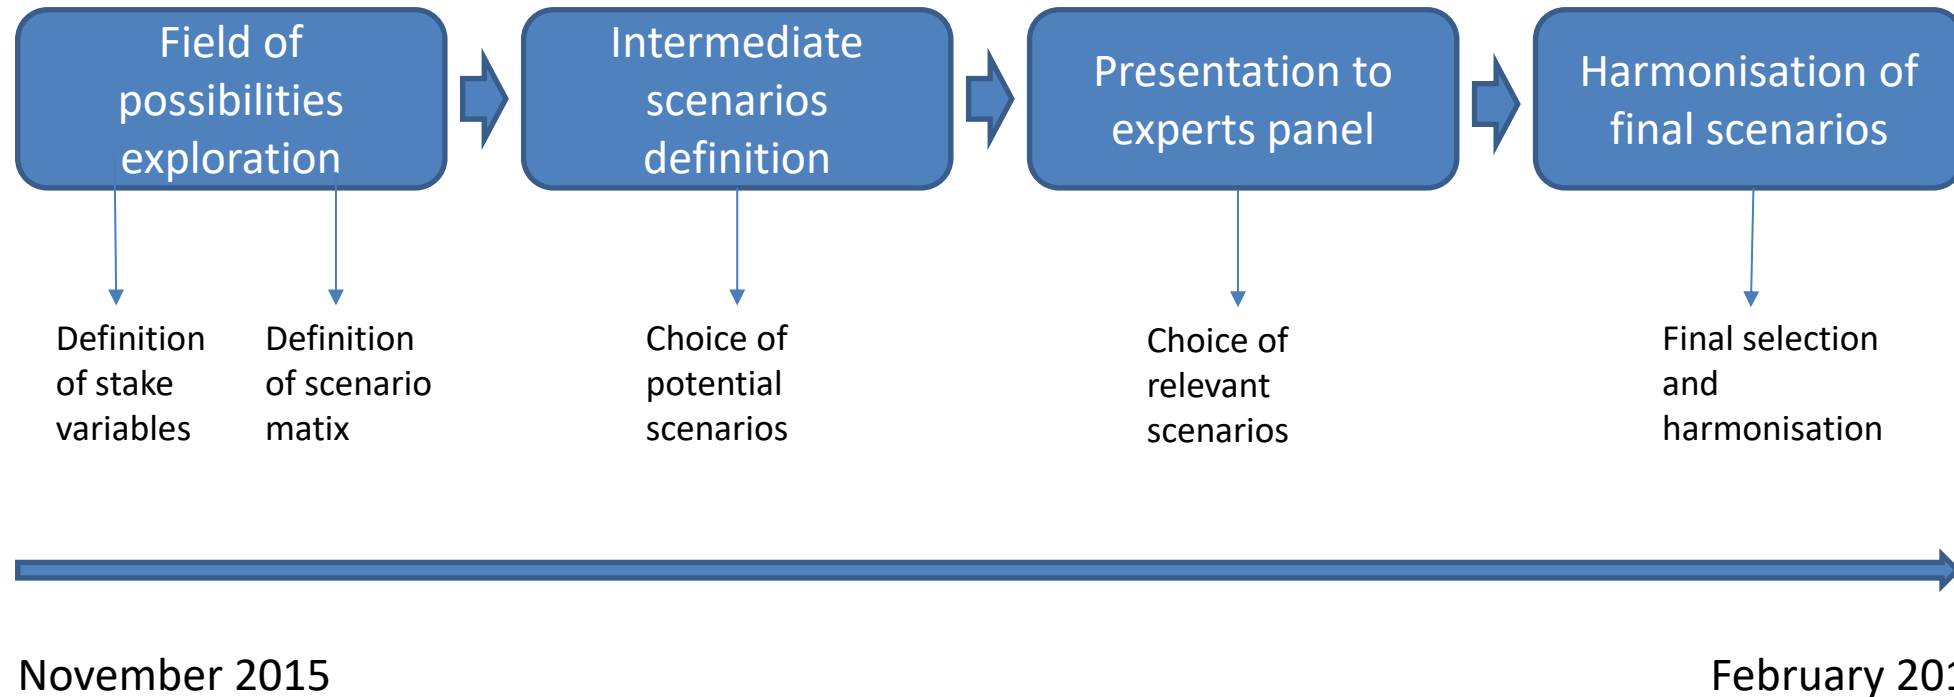 Field of
possibilities
exploration
Intermediate
scenarios
definition
Presentation to
experts panel
Harmonisation of
final scenarios
Definition
of stake
variables
Definition
of scenario
matix
Choice of
potential
scenarios
Choice of
relevant
scenarios
Final selection
and
harmonisation
November 2015
February